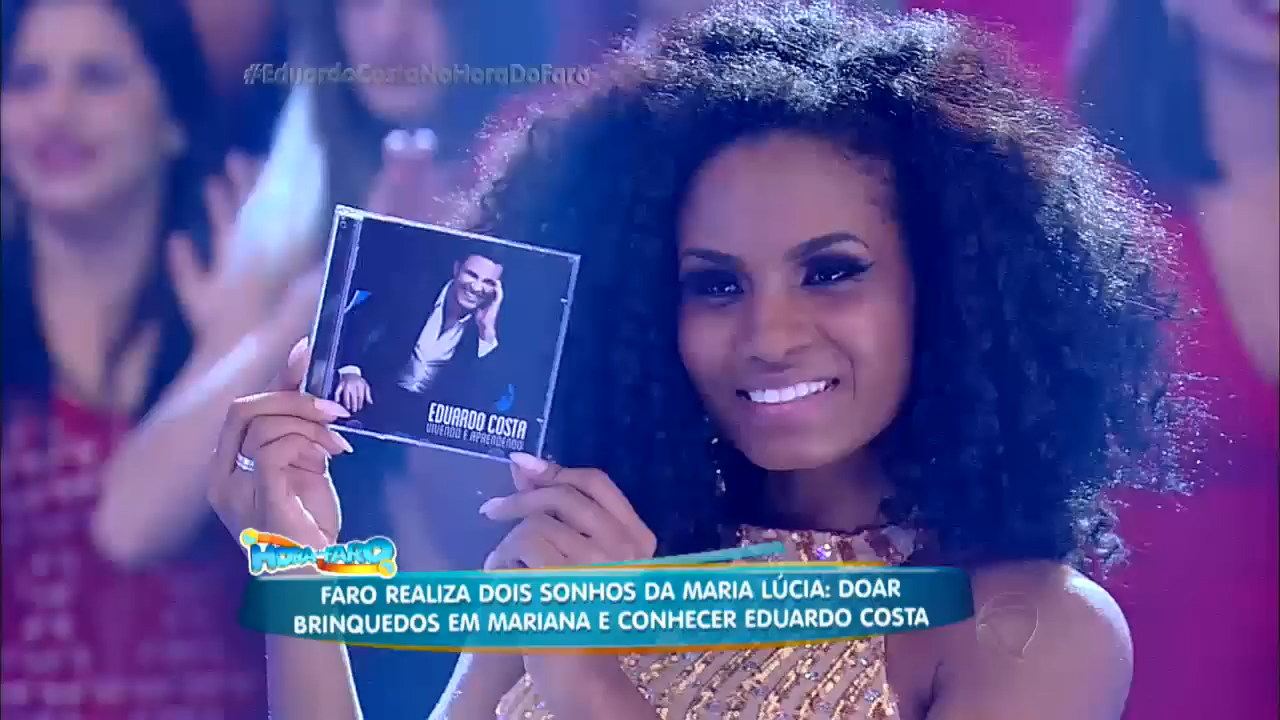 #EduardoCostaNoHoraDoFaro
EDUARDO COSTA
VIVENDO E APRENDENDO
HORA DO FARO
FARO REALIZA DOIS SONHOS DA MARIA LÚCIA: DOAR
BRINQUEDOS EM MARIANA E CONHECER EDUARDO COSTA